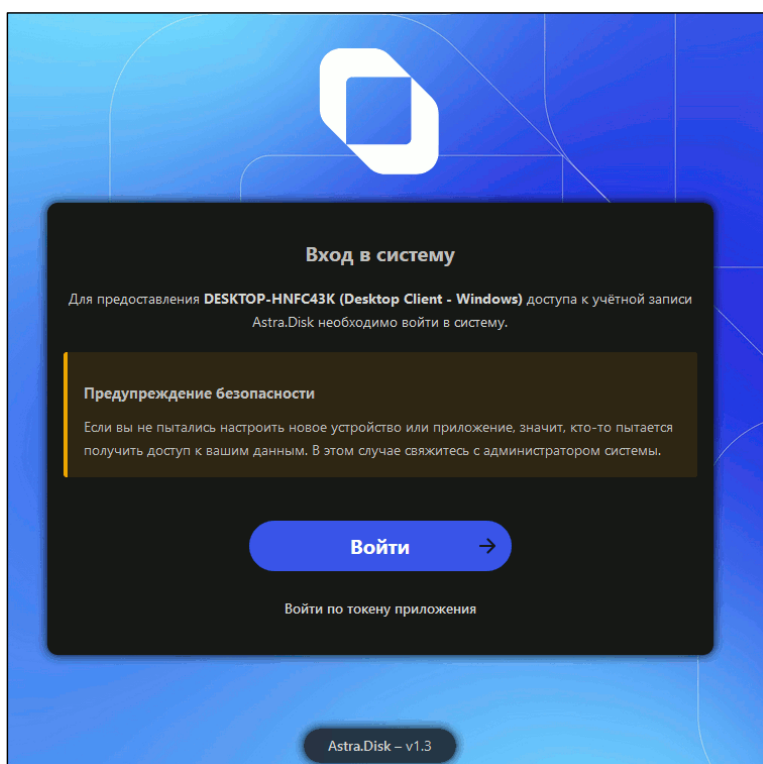 Вход в систему
Для предоставления DESKTOP-HNFC43K (Desktop Client - Windows) доступа к учётной записи
Astra.Disk необходимо войти в систему.
Предупреждение безопасности
Если вы не пытались настроить новое устройство или приложение, значит, кто-то пытается
получить доступ к вашим данным. В этом случае свяжитесь с администратором системы.
Войти
Войти по токену приложения
Astra.Disk – v1.3